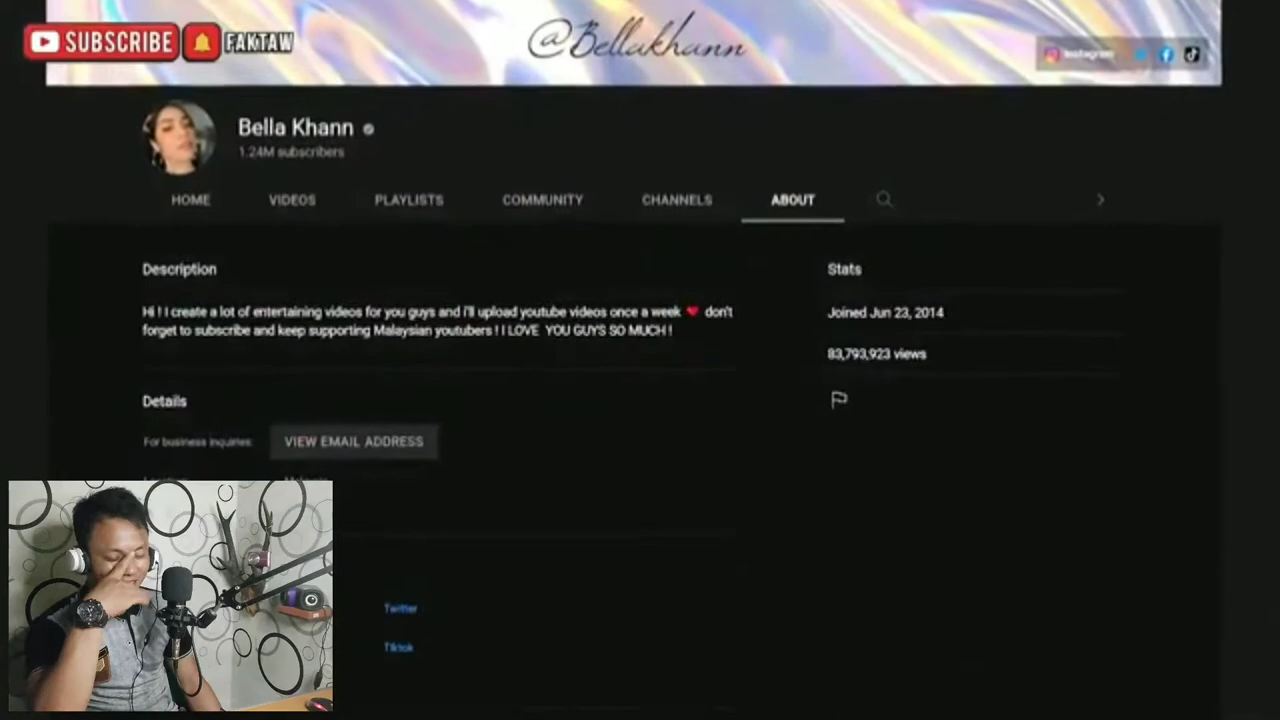 SUBSCRIBE
FAKTAW
@Bellakhann
Instagram
Bella Khann
1.24M subscribers
HOME VIDEOS PLAYLISTS COMMUNITY CHANNELS ABOUT
Description
Hi ! I create a lot of entertaining videos for you guys and i'll upload youtube videos once a week ❤ don't
forget to subscribe and keep supporting Malaysian youtubers ! I LOVE YOU GUYS SO MUCH !
Stats
Joined Jun 23, 2014
83,793,923 views
Details
For business inquiries:
VIEW EMAIL ADDRESS
Twitter
Tiktok